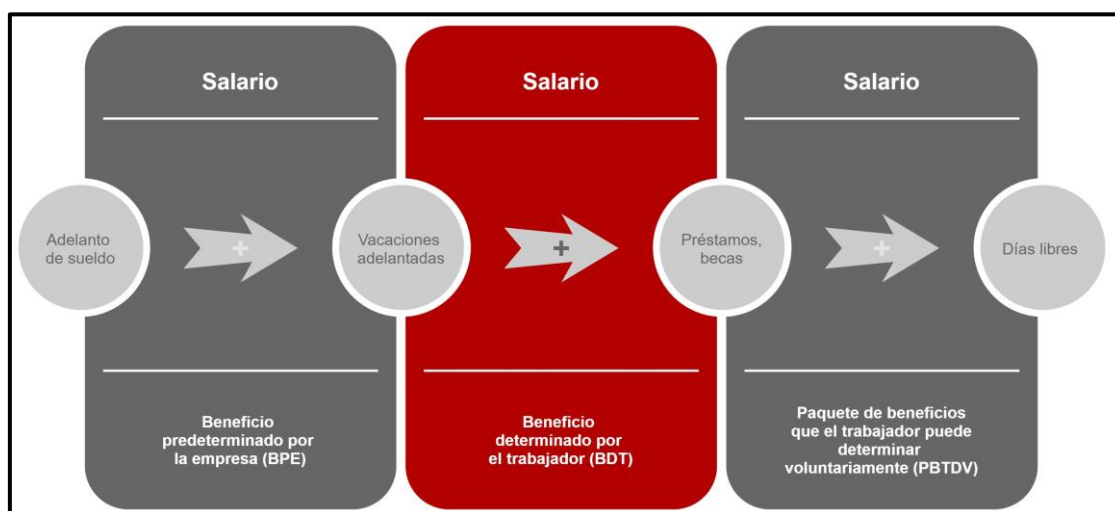 Salario
Salario
Salario
Adelanto
de sueldo
+
Vacaciones
adelantadas
+
Préstamos,
becas
+
Días libres
Beneficio
predeterminado por
la empresa (BPE)
Beneficio
determinado por
el trabajador (BDT)
Paquete de beneficios
que el trabajador puede
determinar
voluntariamente (PBTDV)